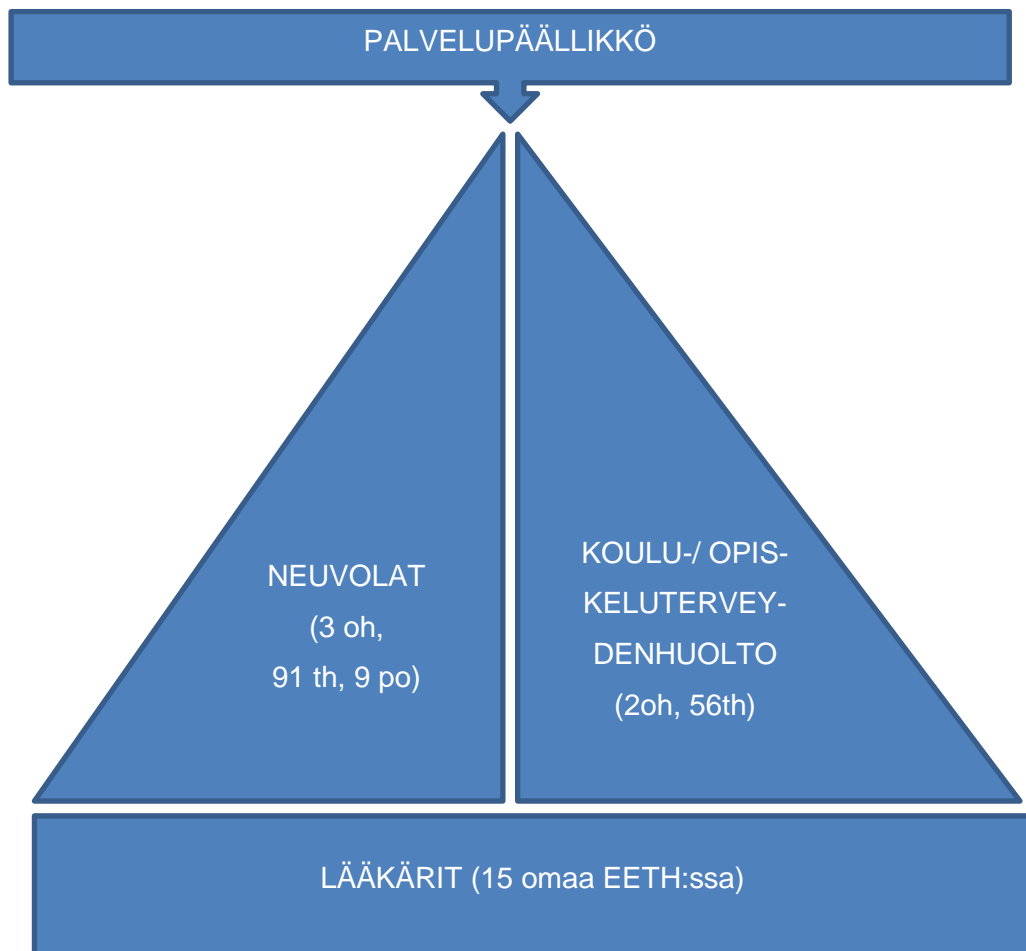 PALVELUPÄÄLLIKKÖ
NEUVOLAT
(3 oh,
91 th, 9 po)
KOULU-/ OPIS-
KELUTERVEY-
DENHUOLTO
(2oh, 56th)
LÄÄKÄRIT (15 omaa EETH:ssa)